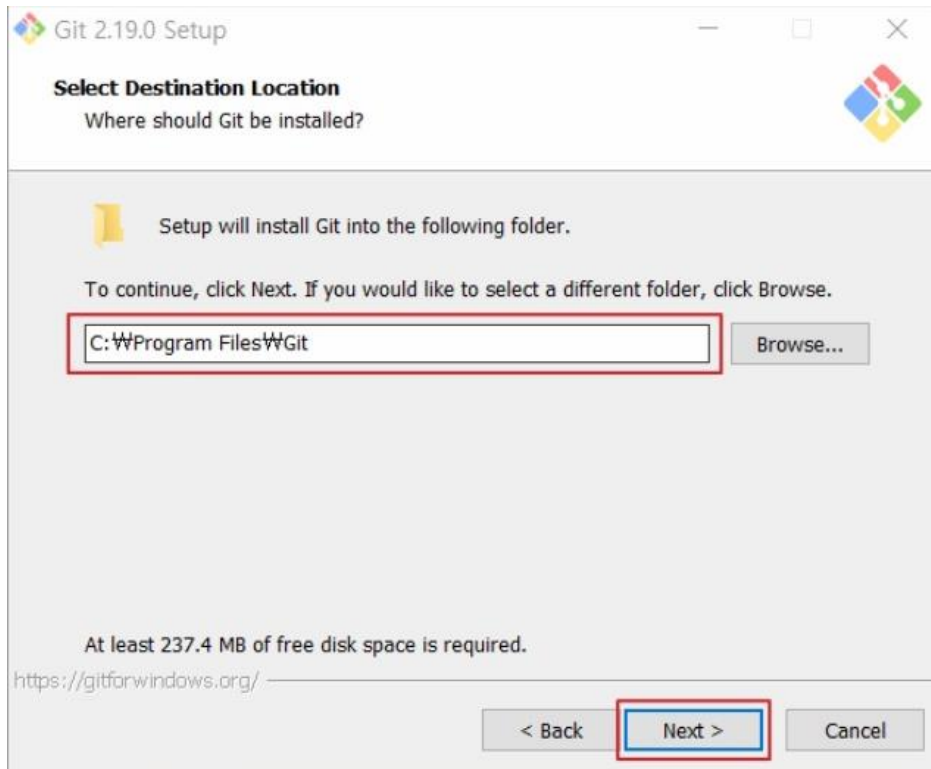 Git 2.19.0 Setup
Select Destination Location
Where should Git be installed?
Setup will install Git into the following folder.
To continue, click Next. If you would like to select a different folder, click Browse.
C:₩Program Files₩Git
Browse...
At least 237.4 MB of free disk space is required.
https://gitforwindows.org/
< Back
Next >
Cancel